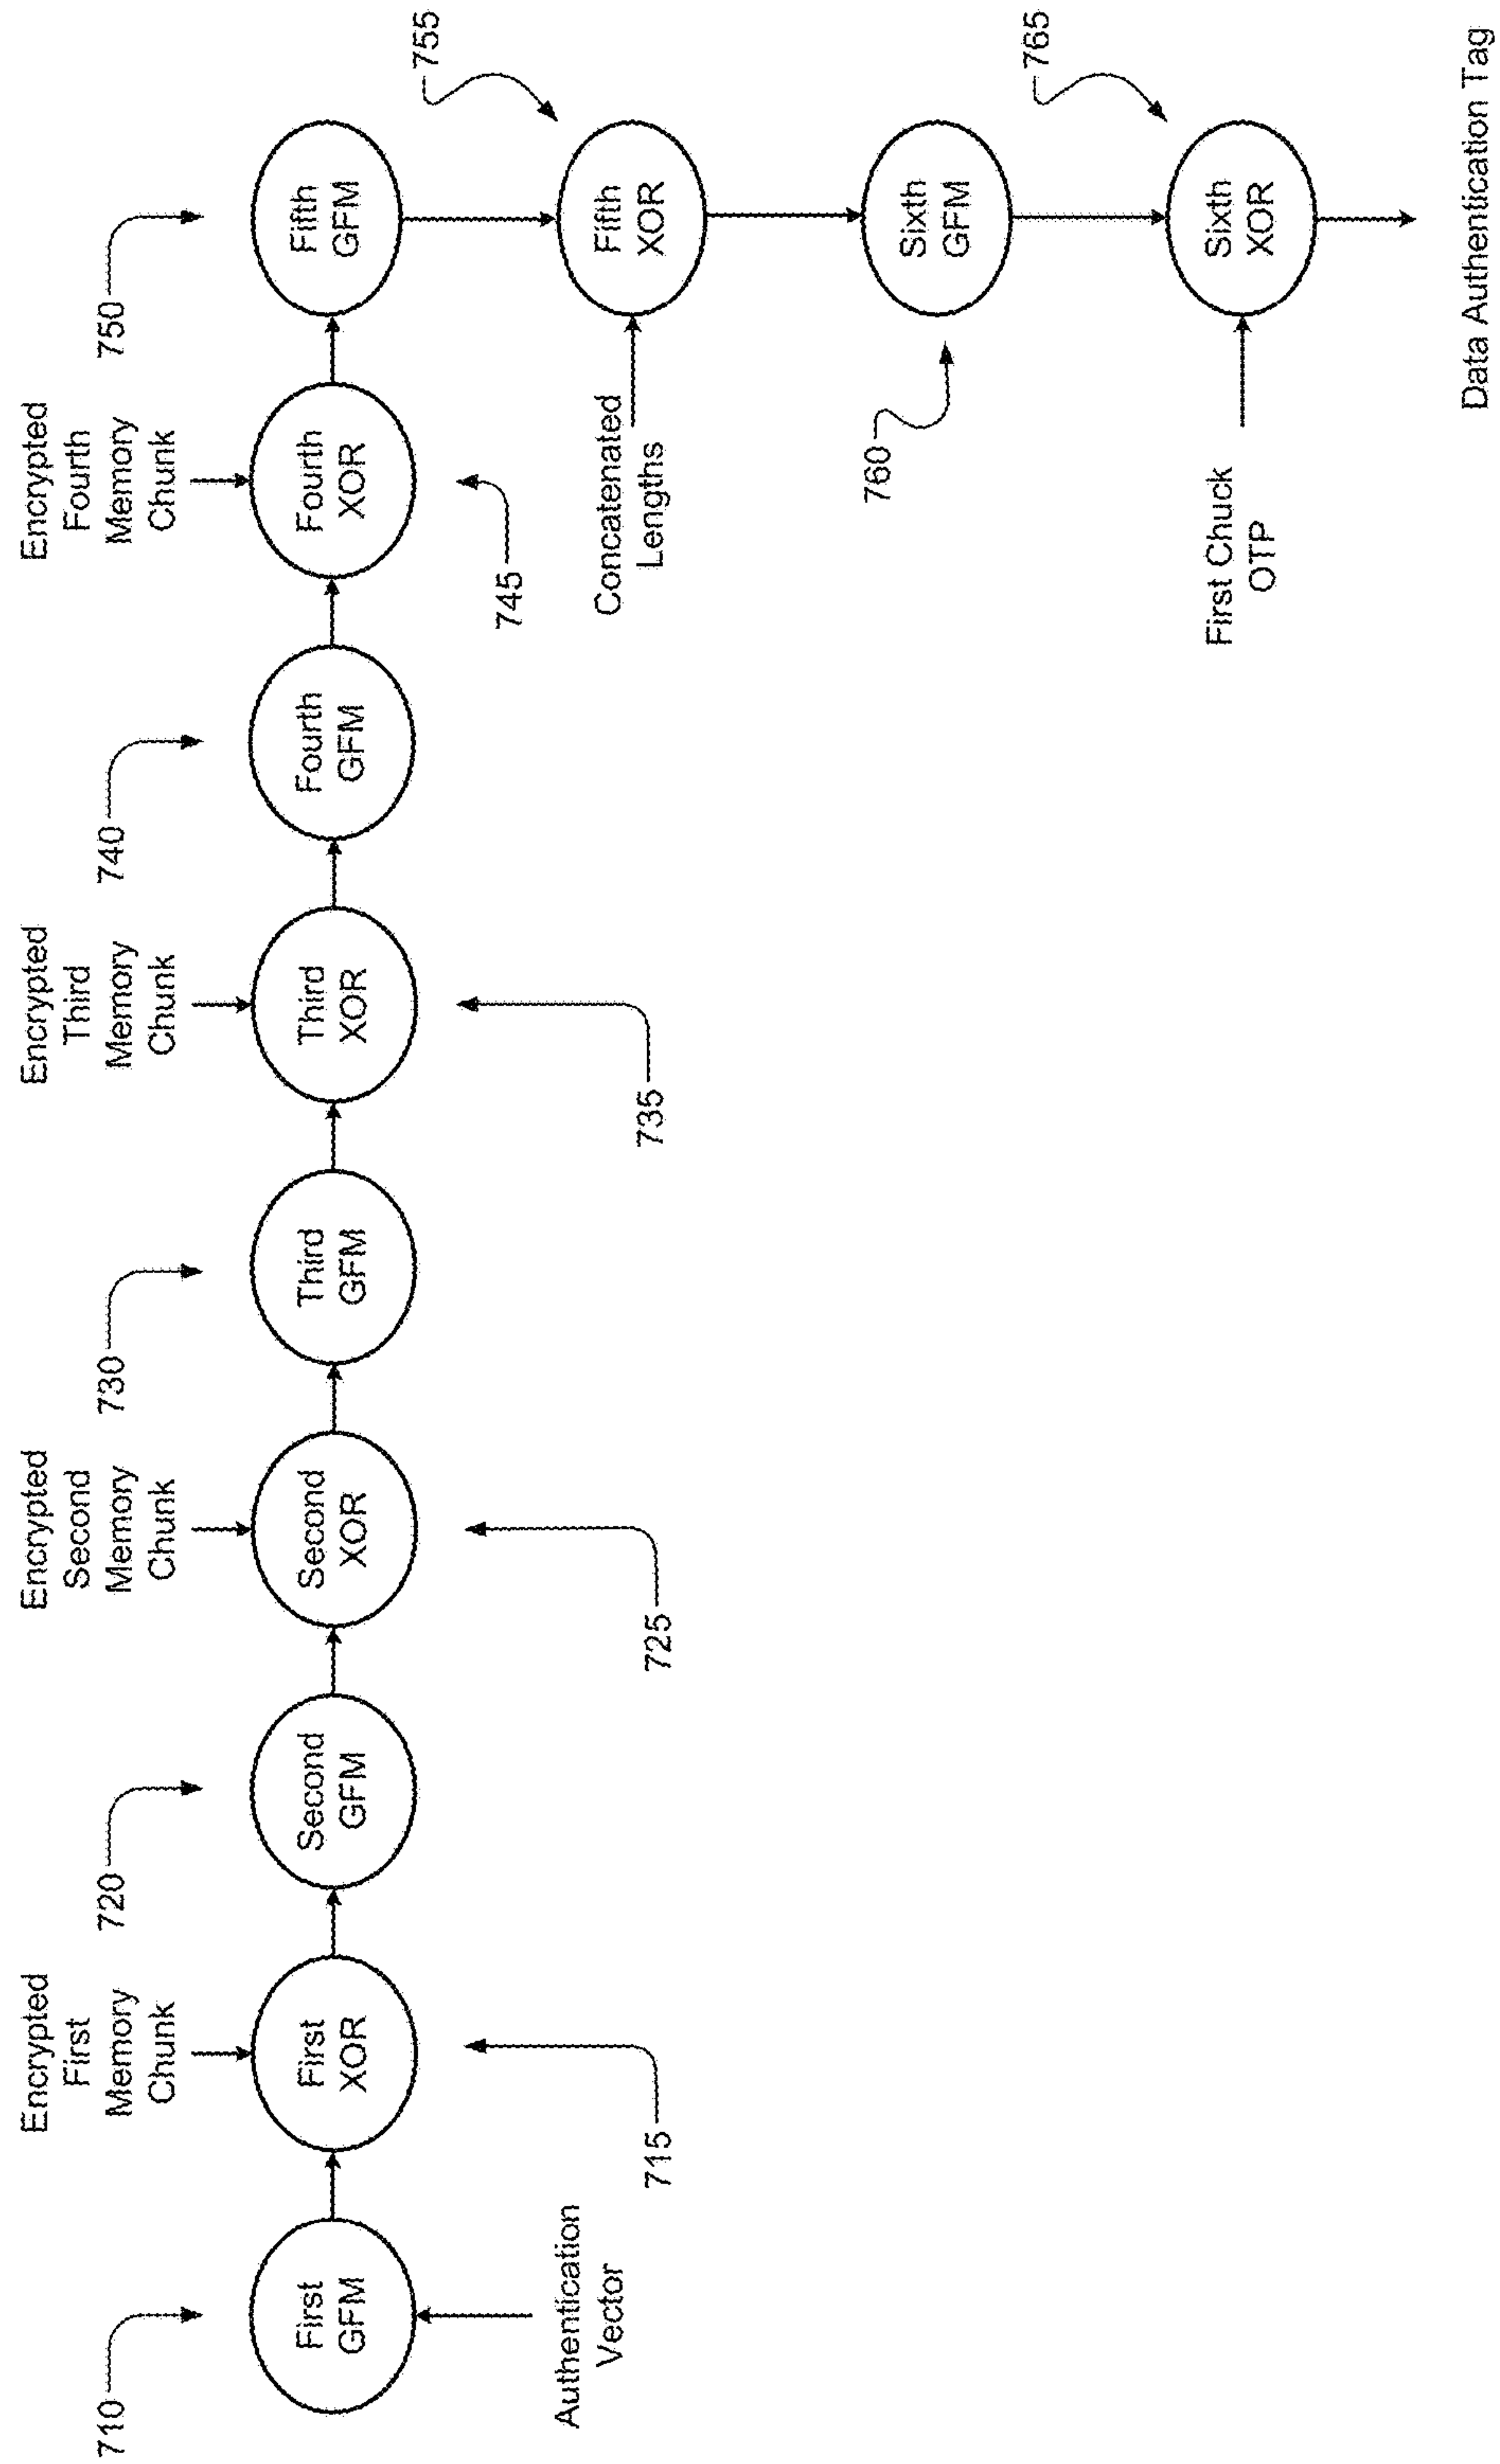 710
First
GFM
Authentication
Vector
Encrypted
First
Memory
Chunk
First
XOR
715
720
Second
GFM
Encrypted
Second
Memory
Chunk
Second
XOR
725
730
Third
GFM
Encrypted
Third
Memory
Chunk
Third
XOR
735
740
Fourth
GFM
Encrypted
Fourth
Memory
Chunk
Fourth
XOR
745
750
Fifth
GFM
755
Fifth
XOR
Concatenated
Lengths
760
Sixth
GFM
765
Sixth
XOR
First Chuck
OTP
Data Authentication Tag